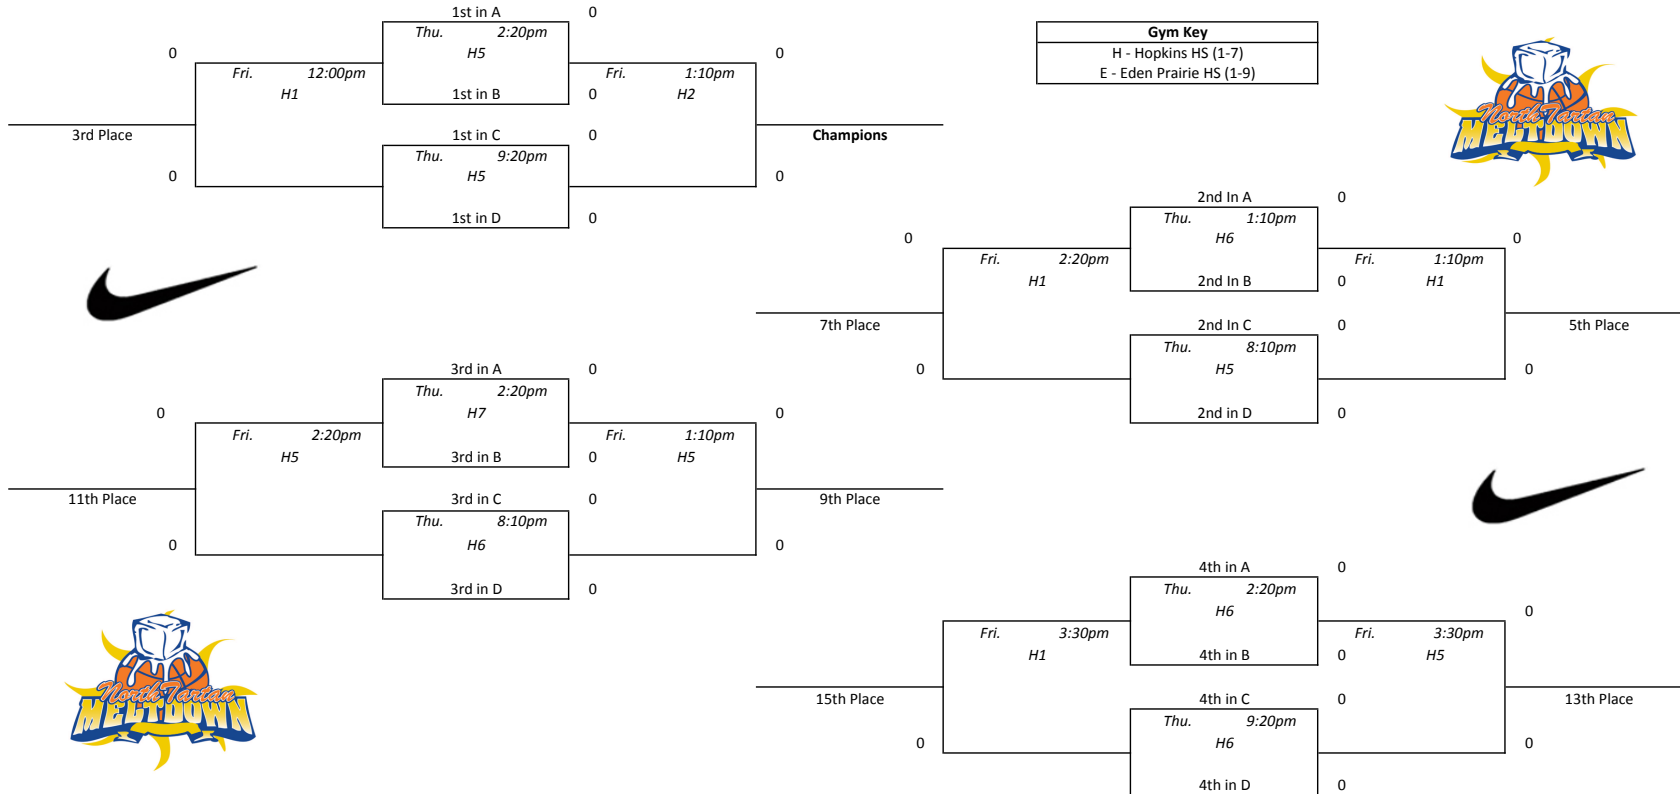 1st in A 0
Thu. 2:20pm
0 H5 0
Fri. 12:00pm Fri. 1:10pm
H1 1st in B 0 H2
3rd Place 1st in C 0 Champions
Thu. 9:20pm
0 H5 0
1st in D 0
Gym Key
H - Hopkins HS (1-7)
E - Eden Prairie HS (1-9)
North Tartan
MELTDOWN
2nd In A 0
Thu. 1:10pm
0 H6 0
Fri. 2:20pm Fri. 1:10pm
H1 2nd In B 0 H1
7th Place 2nd In C 0 5th Place
Thu. 8:10pm
0 H5 0
2nd in D 0
3rd in A 0
Thu. 2:20pm
0 H7 0
Fri. 2:20pm Fri. 1:10pm
H5 3rd in B 0 H5
11th Place 3rd in C 0 9th Place
Thu. 8:10pm
0 H6 0
3rd in D 0
4th in A 0
Thu. 2:20pm
H6 0
Fri. 3:30pm Fri. 3:30pm
H1 4th in B 0 H5
15th Place 4th in C 0 13th Place
Thu. 9:20pm
0 H6 0
4th in D 0
North Tartan
MELTDOWN